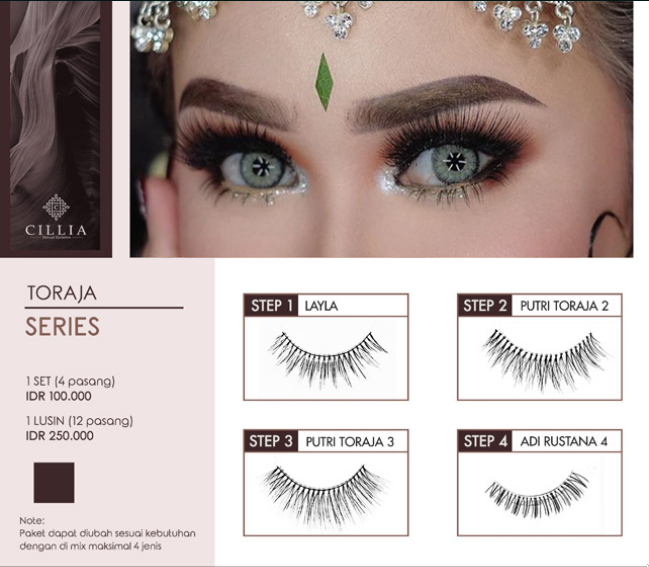 CILLIA
TORAJA
SERIES
1 SET (4 pasang)
IDR 100.000
1 LUSIN (12 pasang)
IDR 250.000
Note:
Paket dapat diubah sesuai kebutuhan
dengan di mix maksimal 4 jenis
STEP 1 LAYLA
STEP 2 PUTRI TORAJA 2
STEP 3 PUTRI TORAJA 3
STEP 4 ADI RUSTANA 4